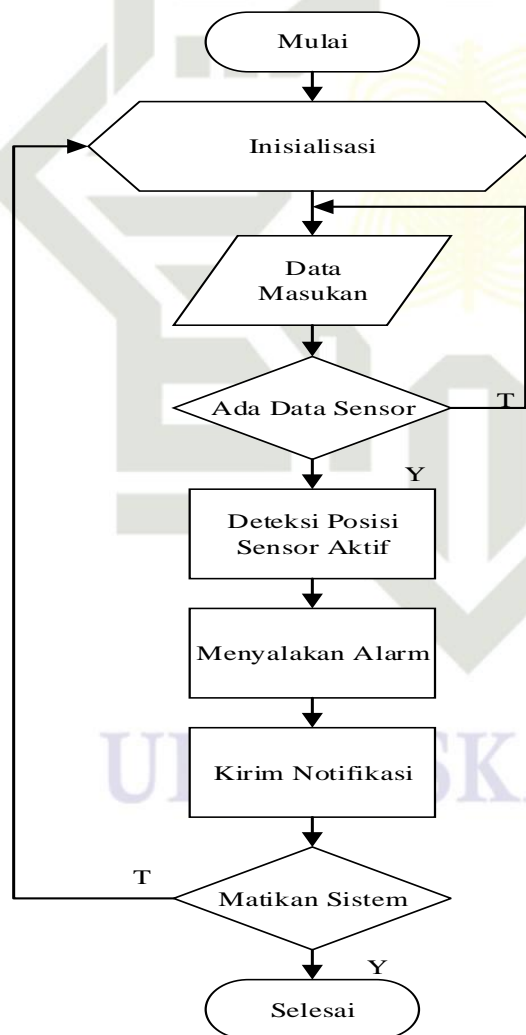 Mulai
Inisialisasi
Data
Masukan
Ada Data Sensor
T
Y
Deteksi Posisi
Sensor Aktif
Menyalakan Alarm
Kirim Notifikasi
T
Matikan Sistem
Y
Selesai